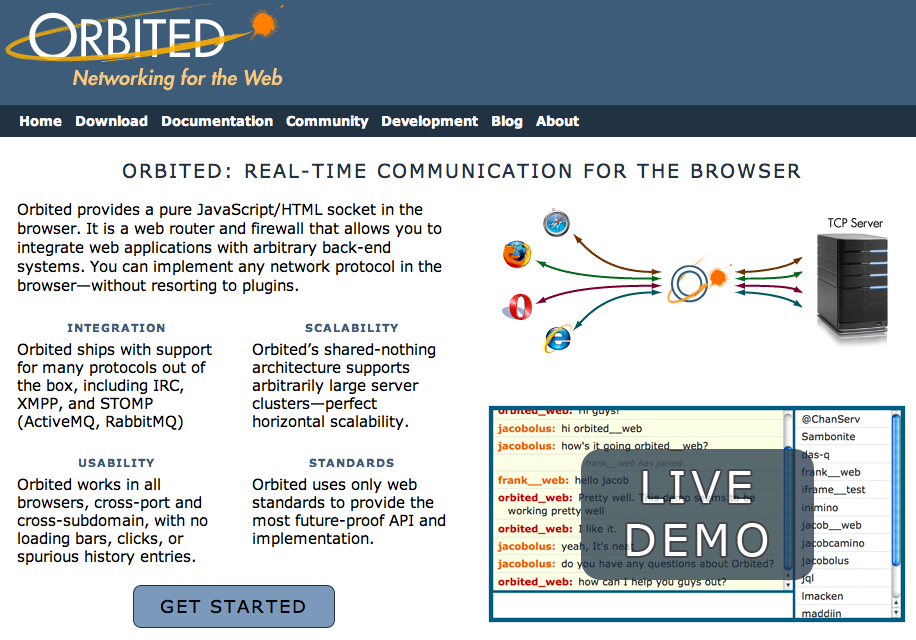 ORBITED
Networking for the Web
Home Download Documentation Community Development Blog About
ORBITED: REAL-TIME COMMUNICATION FOR THE BROWSER
Orbited provides a pure JavaScript/HTML socket in the
browser. It is a web router and firewall that allows you to
integrate web applications with arbitrary back-end
systems. You can implement any network protocol in the
browser—without resorting to plugins.
INTEGRATION
Orbited ships with support
for many protocols out of
the box, including IRC,
XMPP, and STOMP
(ActiveMQ, RabbitMQ)
SCALABILITY
Orbited’s shared-nothing
architecture supports
arbitrarily large server
clusters—perfect
horizontal scalability.
USABILITY
Orbited works in all
browsers, cross-port and
cross-subdomain, with no
loading bars, clicks, or
spurious history entries.
STANDARDS
Orbited uses only web
standards to provide the
most future-proof API and
implementation.
GET STARTED
TCP Server
orbited_web: Hi guys!
jacobolus: hi orbited__web
jacobolus: how's it going orbited__web?
frank__web has joined
frank__web: hello jacob
orbited_web: Pretty well. This demo seems to be
working pretty well
orbited_web: I like it.
jacobolus: yeah, It's neat
jacobolus: do you have any questions about Orbited?
orbited_web: how can I help you guys out?
LIVE
DEMO
@ChanServ
Sambonite
das-q
frank__web
iframe__test
inimino
jacob__web
jacobcamino
jacobolus
jql
lmacken
maddiin